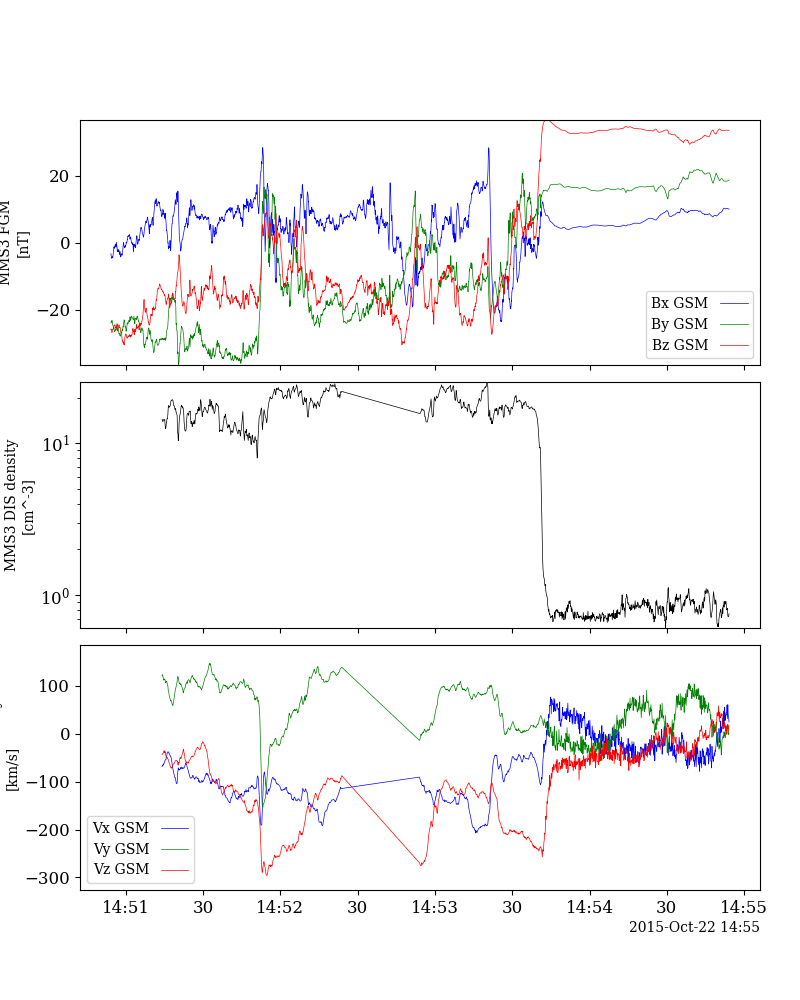 MMS3 FGM
[nT]
20
0
−20
Bx GSM
By GSM
Bz GSM
MMS3 DIS density
[cm^-3]
10^1
10^0
[km/s]
100
0
−100
−200
−300
Vx GSM
Vy GSM
Vz GSM
14:51 30 14:52 30 14:53 30 14:54 30 14:55
2015-Oct-22 14:55